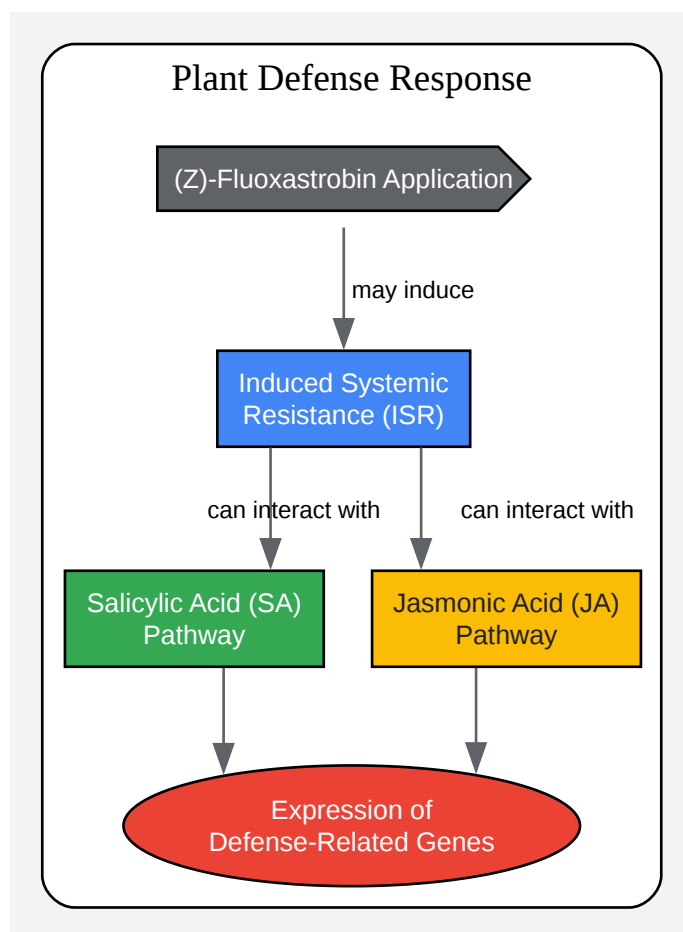 Plant Defense Response
(Z)-Fluoxastrobin Application
may induce
Induced Systemic
Resistance (ISR)
can interact with
can interact with
Salicylic Acid (SA)
Pathway
Jasmonic Acid (JA)
Pathway
Expression of
Defense-Related Genes